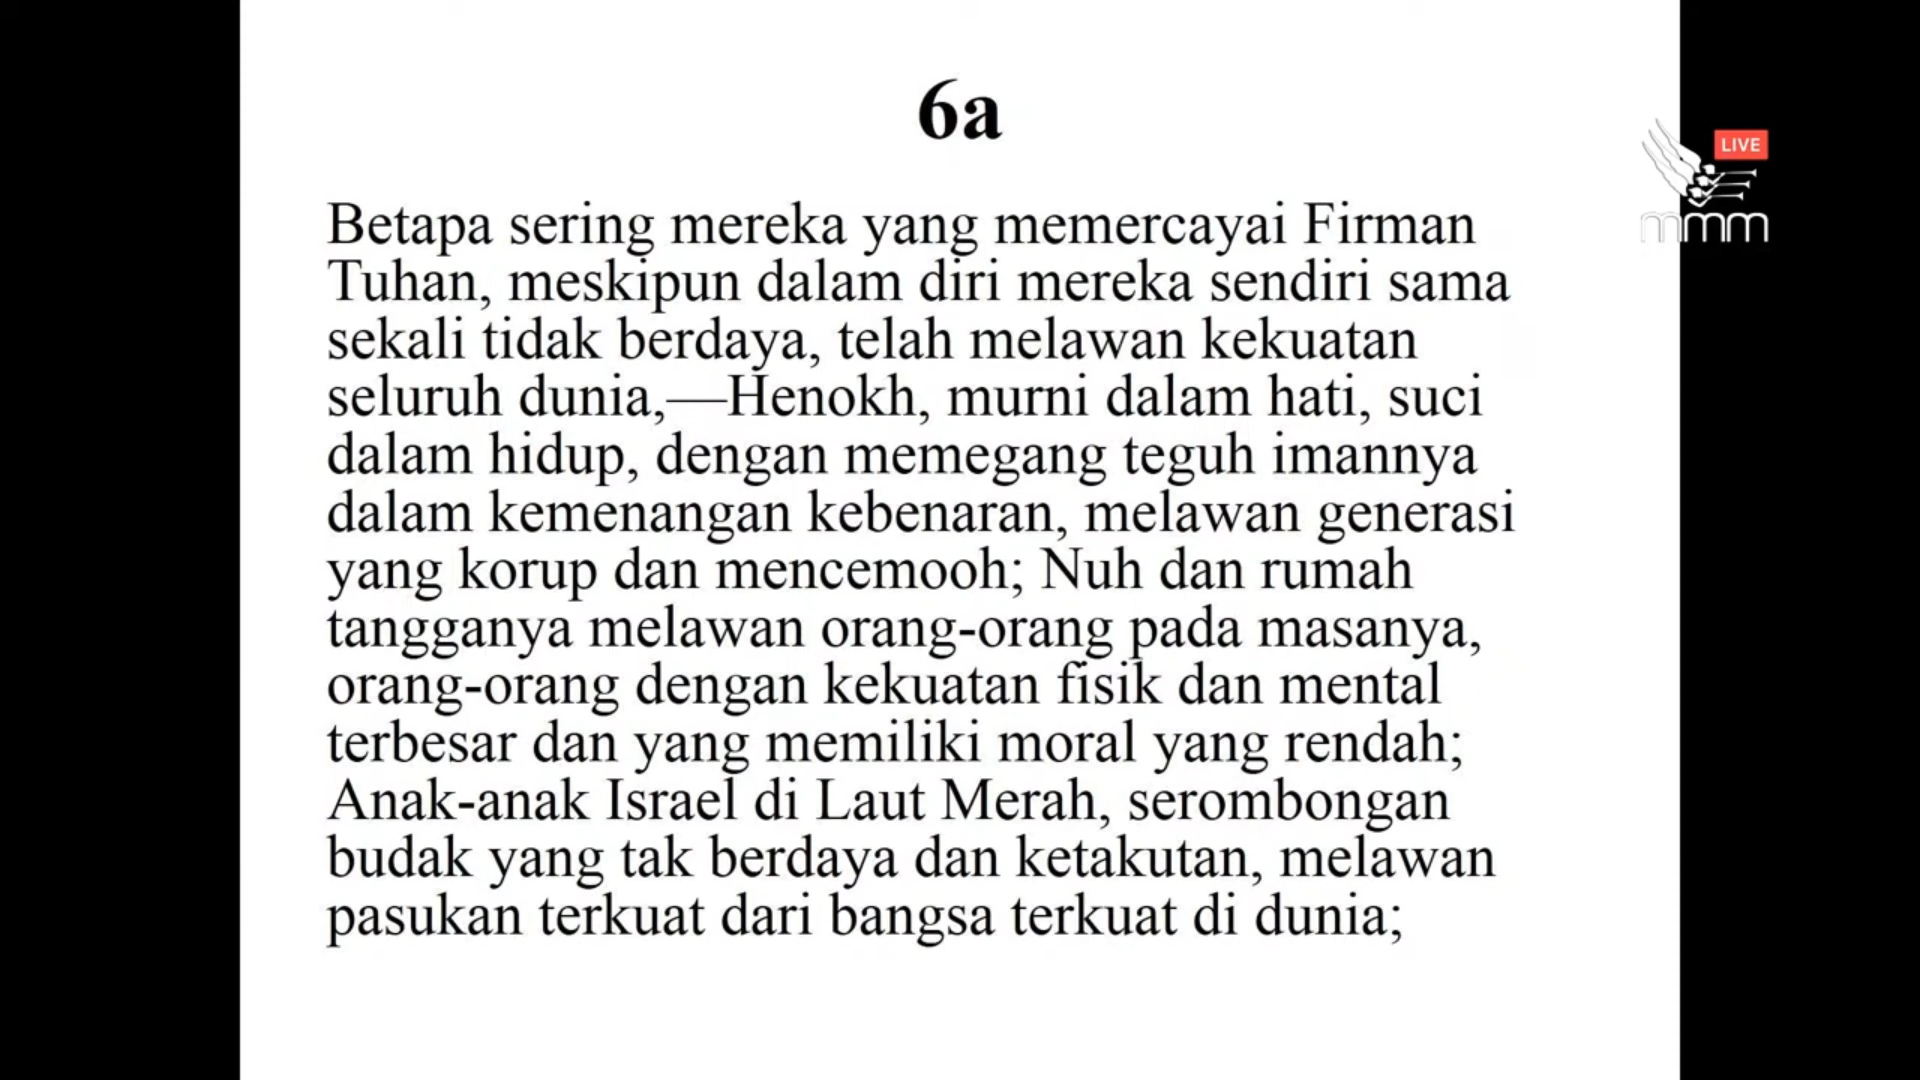 6a
LIVE
mmm
Betapa sering mereka yang memercayai Firman
Tuhan, meskipun dalam diri mereka sendiri sama
sekali tidak berdaya, telah melawan kekuatan
seluruh dunia,—Henokh, murni dalam hati, suci
dalam hidup, dengan memegang teguh imannya
dalam kemenangan kebenaran, melawan generasi
yang korup dan mencemooh; Nuh dan rumah
tangganya melawan orang-orang pada masanya,
orang-orang dengan kekuatan fisik dan mental
terbesar dan yang memiliki moral yang rendah;
Anak-anak Israel di Laut Merah, serombongan
budak yang tak berdaya dan ketakutan, melawan
pasukan terkuat dari bangsa terkuat di dunia;